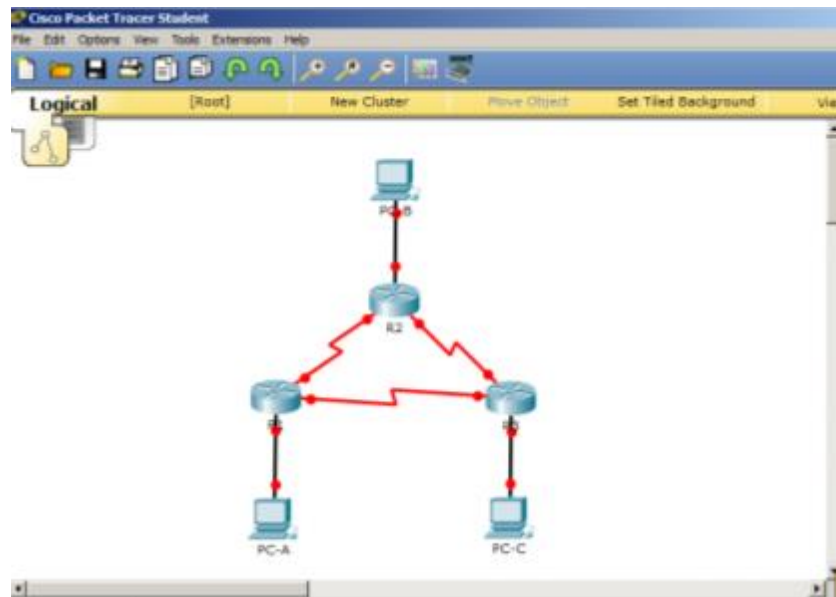 Cisco Packet Tracer Student
File Edit Options View Tools Extensions Help
Logical [Root] New Cluster Move Object Set Tiled Background
PC-B
R2
PC-A
PC-C